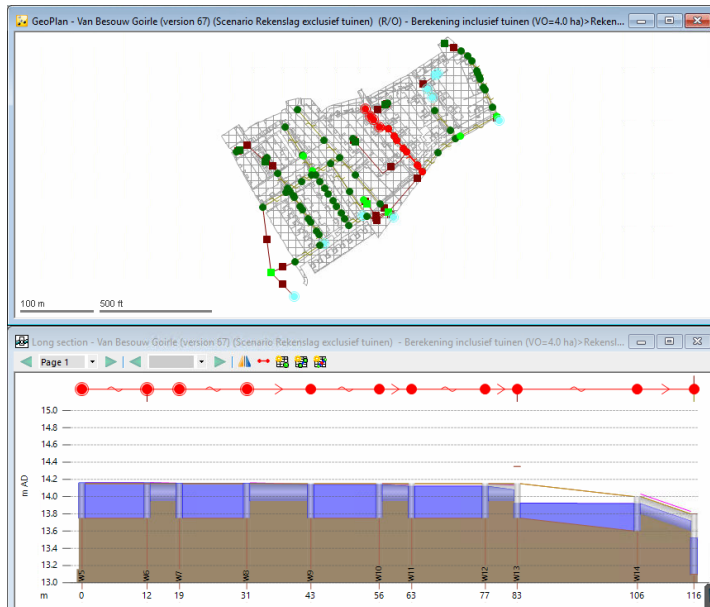 GeoPlan - Van Besouw Goirle (version 67) (Scenario Rekenslag exclusief tuinen) (R/O) - Berekening inclusief tuinen (VO=4.0 ha)>Reken...
100 m 500 ft
Long section - Van Besouw Goirle (version 67) (Scenario Rekenslag exclusief tuinen) - Berekening inclusief tuinen (VO=4.0 ha)>Rekensl...
Page 1
15.0
14.8
14.6
14.4
14.2
14.0
13.8
13.6
13.4
13.2
13.0
m AD
W5 W6 W7 W8 W9 W10 W11 W12 W13 W14
m 0 12 19 31 43 56 63 77 83 106 116